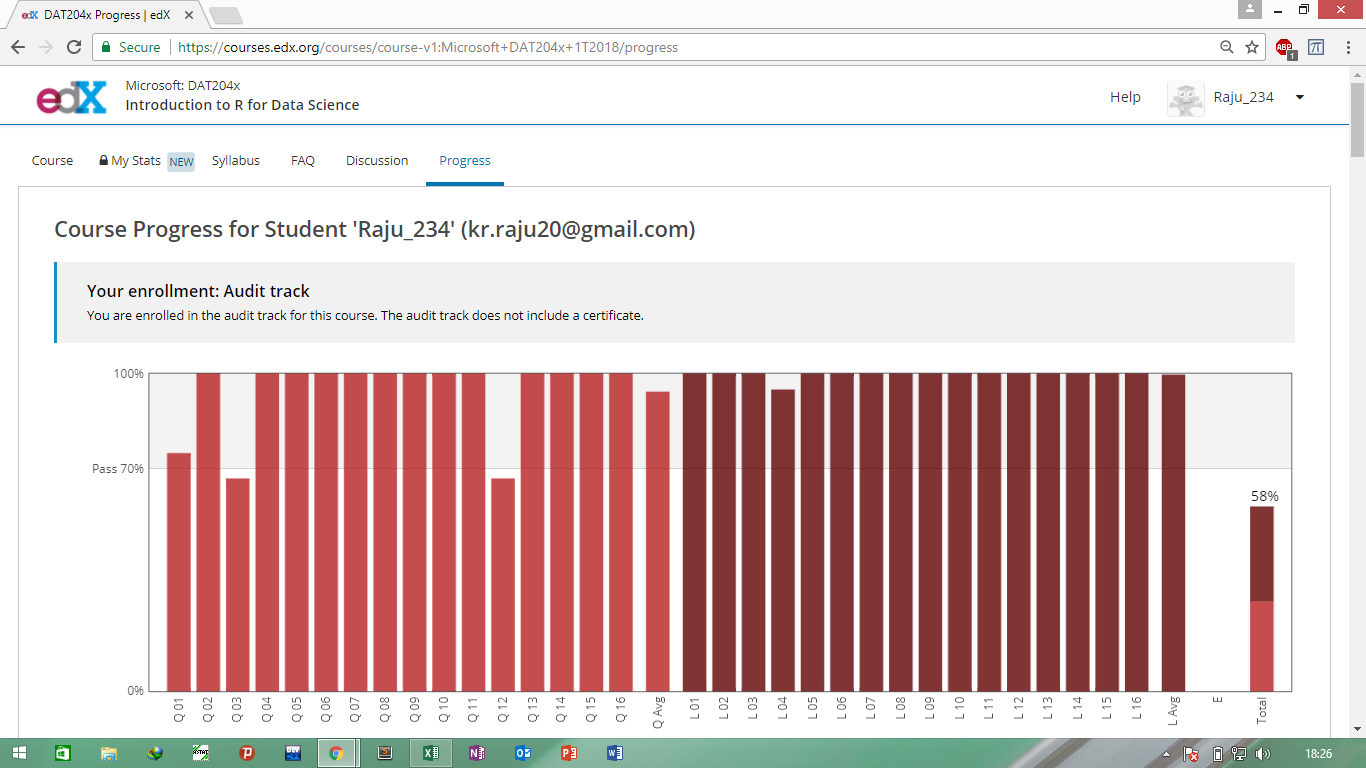 edX DAT204x Progress | edX
Secure https://courses.edx.org/courses/course-v1:Microsoft+DAT204x+1T2018/progress
ABP
1
edX
Microsoft: DAT204x
Introduction to R for Data Science
Help
Raju_234
Course My Stats NEW Syllabus FAQ Discussion Progress
Course Progress for Student 'Raju_234' (kr.raju20@gmail.com)
Your enrollment: Audit track
You are enrolled in the audit track for this course. The audit track does not include a certificate.
100%
Pass 70%
58%
0%
Q 01 Q 02 Q 03 Q 04 Q 05 Q 06 Q 07 Q 08 Q 09 Q 10 Q 11 Q 12 Q 13 Q 14 Q 15 Q 16 Q Avg L 01 L 02 L 03 L 04 L 05 L 06 L 07 L 08 L 09 L 10 L 11 L 12 L 13 L 14 L 15 L 16 L Avg E Total
18:26